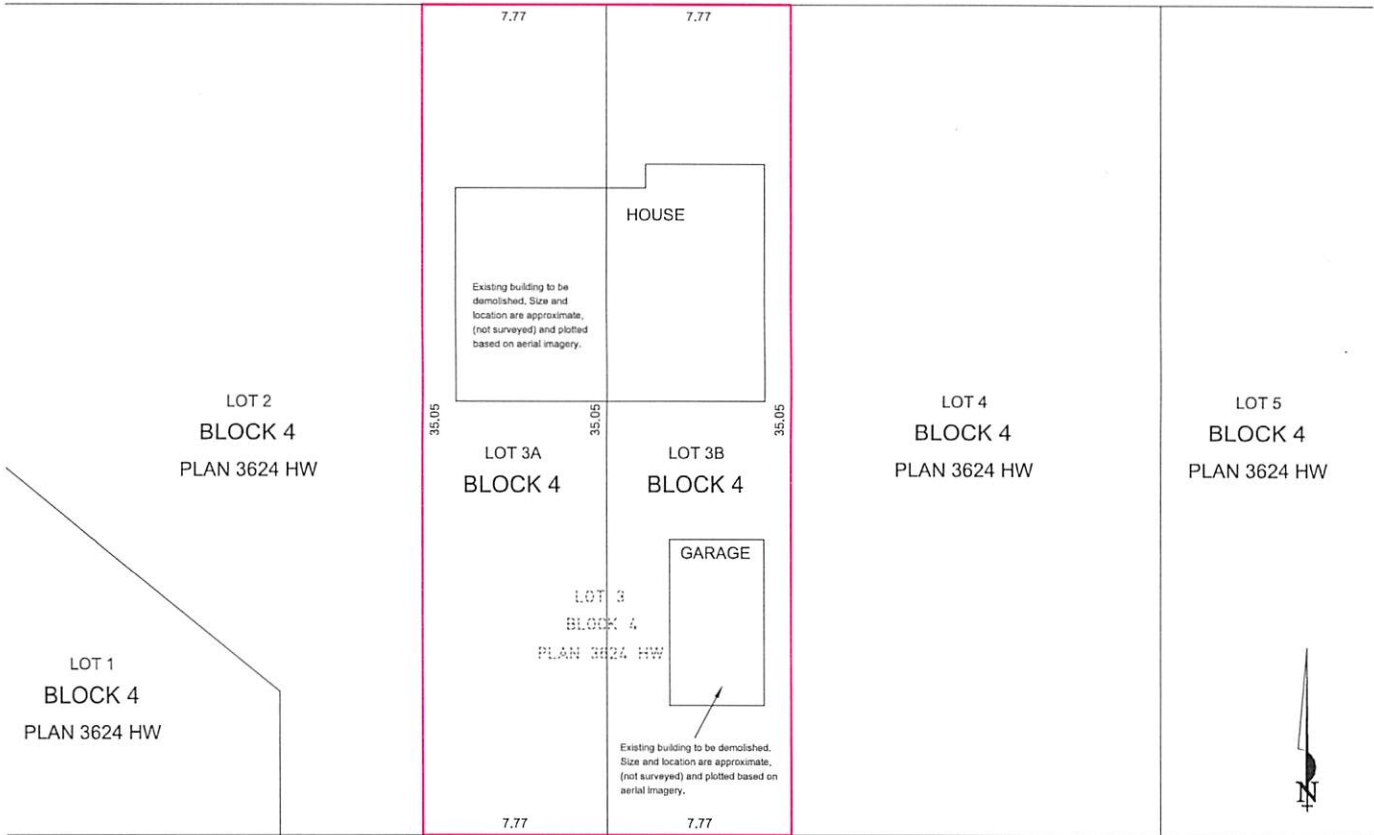 7.77
7.77
HOUSE
Existing building to be
demolished. Size and
location are approximate,
(not surveyed) and plotted
based on aerial imagery.
35.05
35.05
35.05
LOT 2
BLOCK 4
PLAN 3624 HW
LOT 3A
BLOCK 4
LOT 3B
BLOCK 4
LOT 4
BLOCK 4
PLAN 3624 HW
LOT 5
BLOCK 4
PLAN 3624 HW
GARAGE
LOT 3
BLOCK 4
PLAN 3624 HW
LOT 1
BLOCK 4
PLAN 3624 HW
Existing building to be demolished.
Size and location are approximate,
(not surveyed) and plotted based on
aerial imagery.
N
7.77
7.77